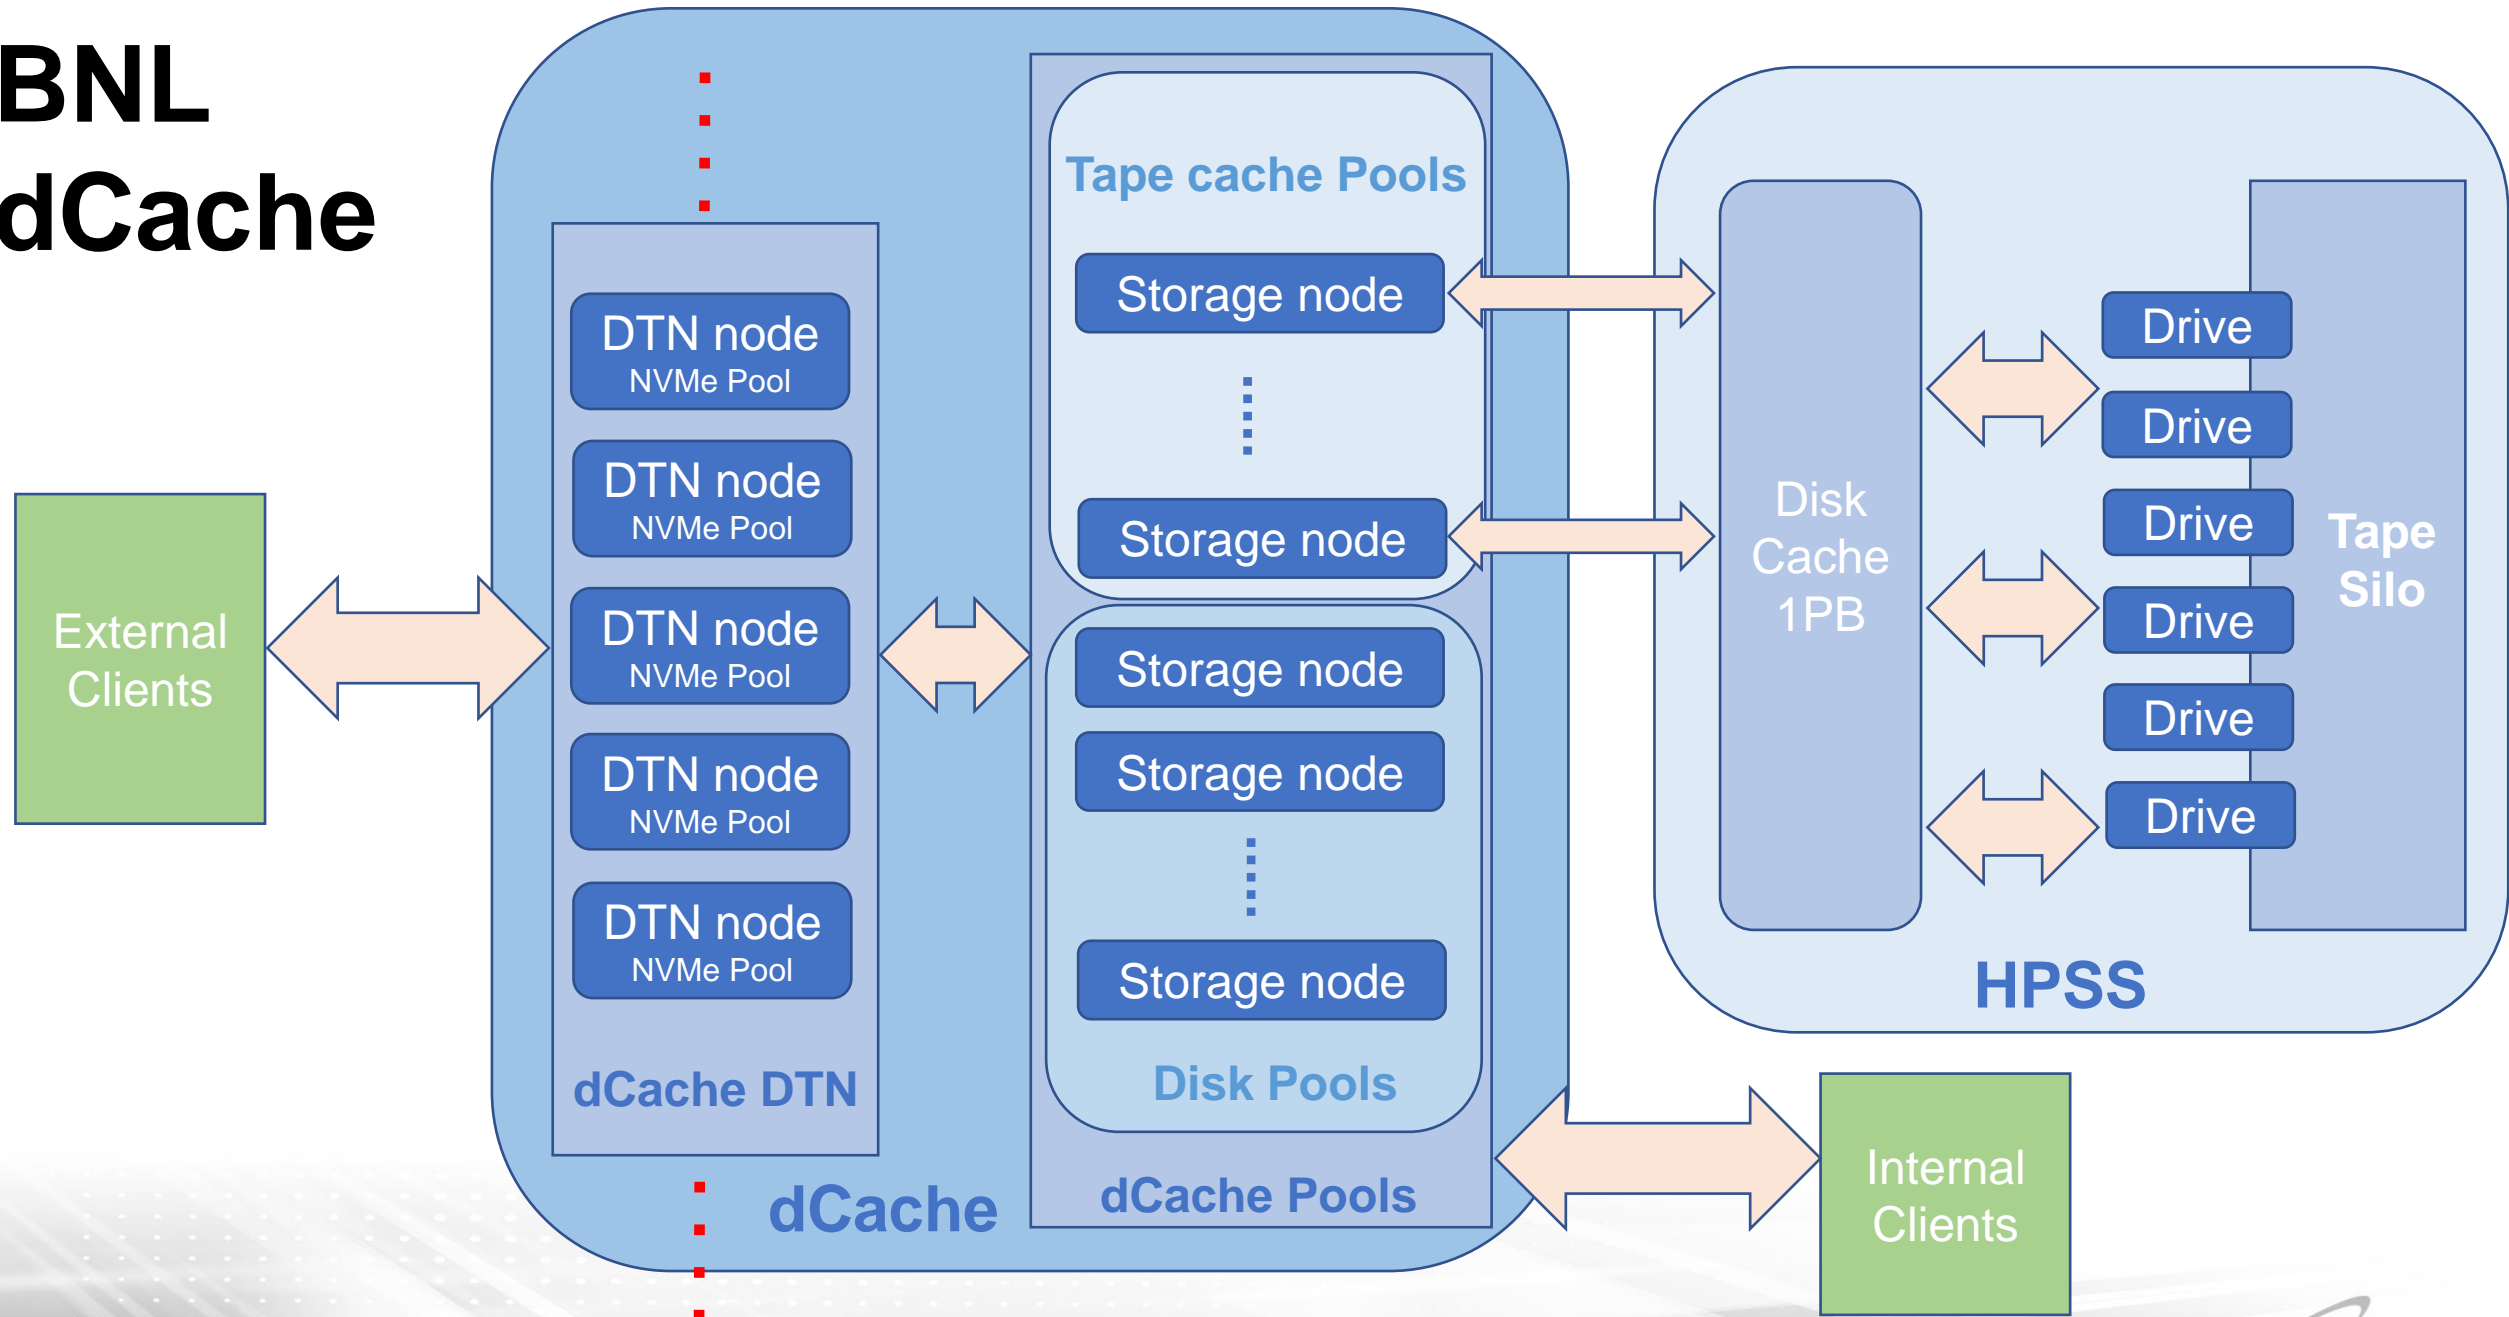 BNL
dCache
External
Clients
DTN node
NVMe Pool
DTN node
NVMe Pool
DTN node
NVMe Pool
DTN node
NVMe Pool
DTN node
NVMe Pool
dCache DTN
dCache
Tape cache Pools
Storage node
Storage node
Storage node
Storage node
Storage node
Disk Pools
dCache Pools
Disk
Cache
1PB
Drive
Drive
Drive
Drive
Drive
Drive
Tape
Silo
HPSS
Internal
Clients